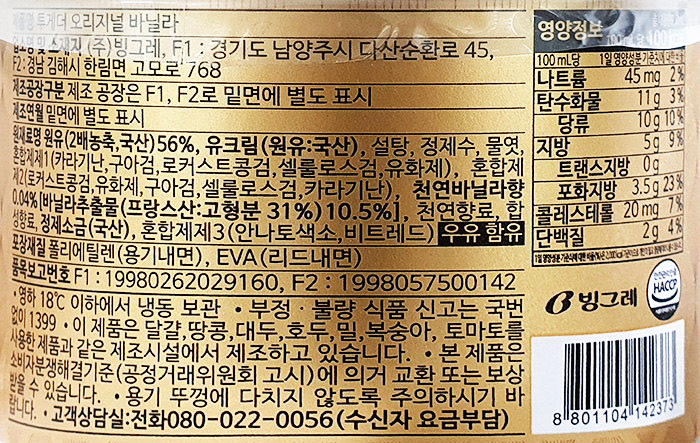 제품명 투게더 오리지널 바닐라
업소명 및 소재지 (주)빙그레, F1 : 경기도 남양주시 다산순환로 45,
F2 : 경남 김해시 한림면 고모로 768
제조공장구분 제조 공장은 F1, F2로 밑면에 별도 표시
제조연월 밑면에 별도 표시
원재료명 원유(2배농축,국산)56%, 유크림(원유:국산), 설탕, 정제수, 물엿,
혼합제제1(카라기난,구아검,로커스트콩검,셀룰로스검,유화제), 혼합제
제2(로커스트콩검,유화제,구아검,셀룰로스검,카라기난), 천연바닐라향
0.04%[바닐라추출물(프랑스산:고형분 31%)10.5%], 천연향료, 합
성향료, 정제소금(국산), 혼합제제3(안나토색소,비트레드) 우유 함유
포장재질 폴리에틸렌(용기내면), EVA(리드내면)
품목보고번호 F1 : 19980262029160, F2 : 1998057500142
• 영하 18℃ 이하에서 냉동 보관 • 부정·불량 식품 신고는 국번
없이 1399 • 이 제품은 달걀,땅콩,대두,호두,밀,복숭아, 토마토를
사용한 제품과 같은 제조시설에서 제조하고 있습니다. • 본 제품은
소비자분쟁해결기준(공정거래위원회 고시)에 의거 교환 또는 보상
받을 수 있습니다. • 용기 뚜껑에 다치지 않도록 주의하시기 바
랍니다. • 고객상담실:전화080-022-0056(수신자 요금부담)
영양정보
100 mL당 1일 영양성분 기준치에 대한 비율
나트륨 45 mg 2%
탄수화물 11 g 3%
당류 10 g 10%
지방 5 g 9%
트랜스지방 0 g
포화지방 3.5 g 23%
콜레스테롤 20 mg 7%
단백질 2 g 4%
빙그레
HACCP
8 801104 142373